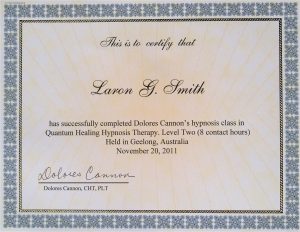 This is to certify that
Laron G. Smith
has successfully completed Dolores Cannon's hypnosis class in
Quantum Healing Hypnosis Therapy. Level Two (8 contact hours)
Held in Geelong, Australia
November 20, 2011
Dolores Cannon
Dolores Cannon, CHT, PLT